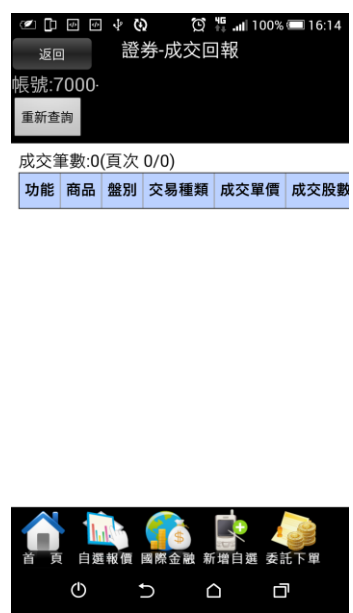 4G 100% 16:14
返回 證券-成交回報
帳號:7000-
重新查詢
成交筆數:0(頁次 0/0)
功能 商品 盤別 交易種類 成交單價 成交股數
首 頁 自選報價 國際金融 新增自選 委託下單